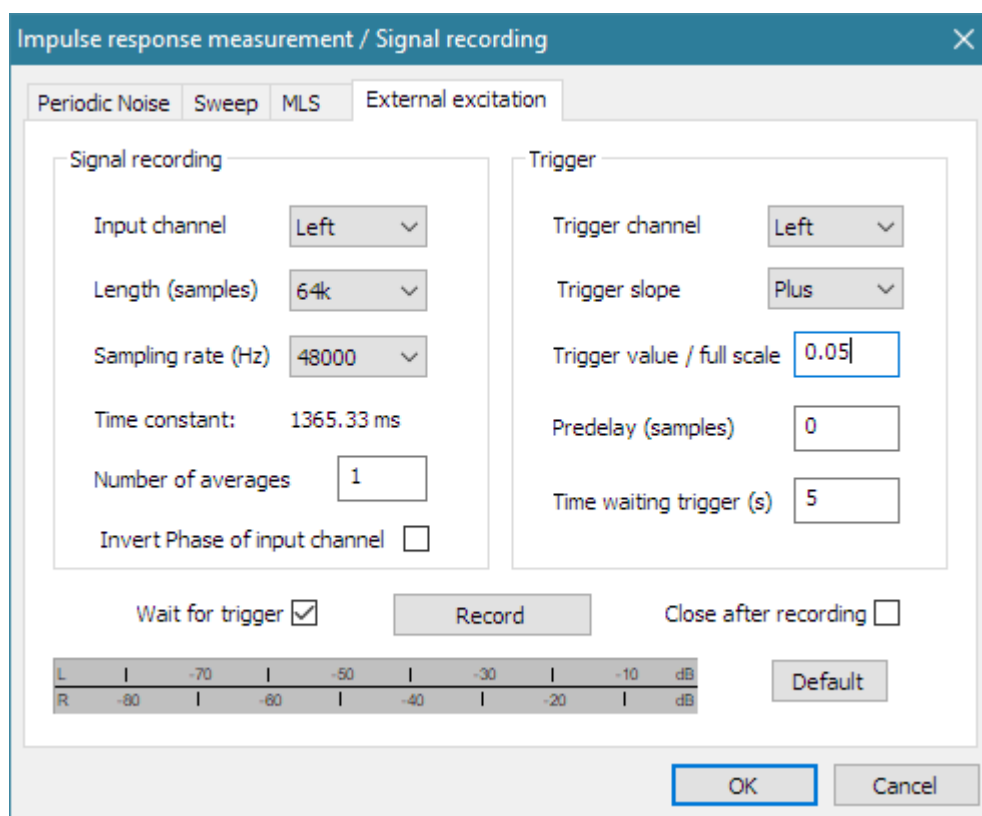 Impulse response measurement / Signal recording
Periodic Noise Sweep MLS External excitation
Signal recording
Input channel Left
Length (samples) 64k
Sampling rate (Hz) 48000
Time constant: 1365.33 ms
Number of averages 1
Invert Phase of input channel
Trigger
Trigger channel Left
Trigger slope Plus
Trigger value / full scale 0.05
Predelay (samples) 0
Time waiting trigger (s) 5
Wait for trigger Record Close after recording
L -70 -50 -30 -10 dB
R -80 -60 -40 -20 dB
Default
OK Cancel